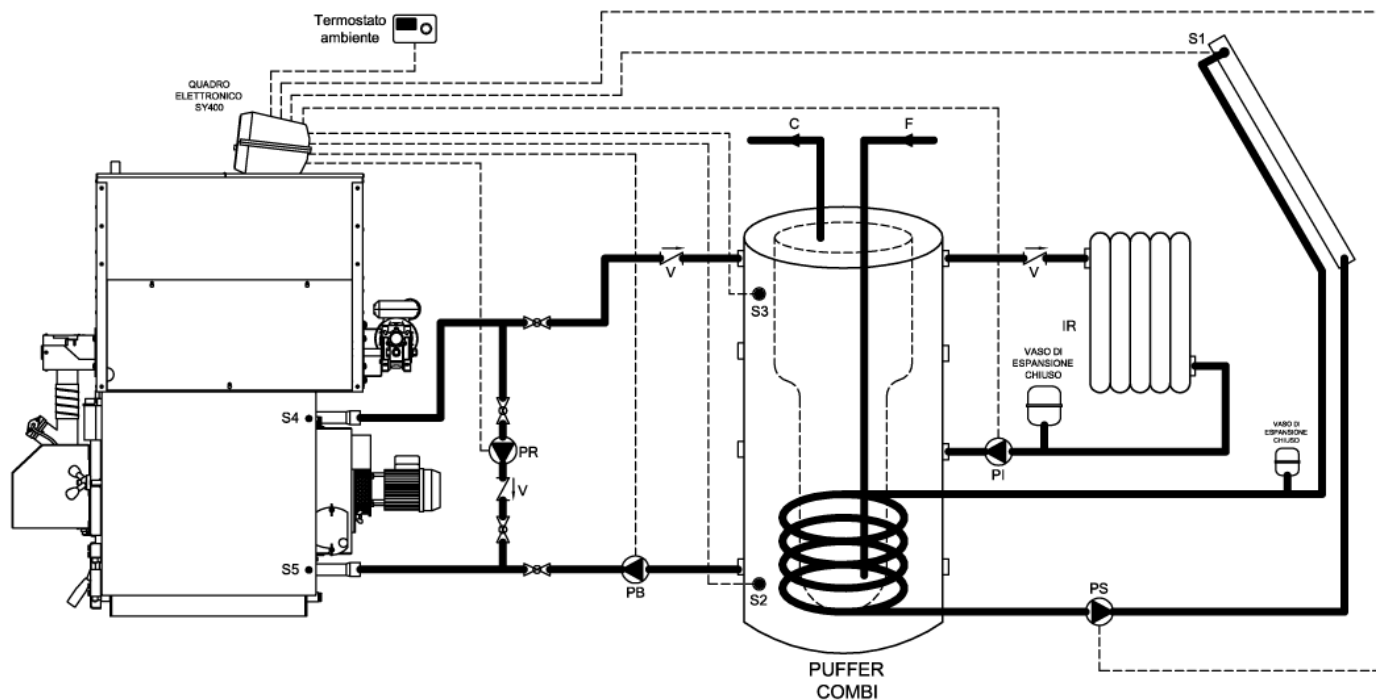 Termostato
ambiente
S1
QUADRO
ELETTRONICO
SY400
C
F
V
V
S3
IR
VASO DI
ESPANSIONE
CHIUSO
S4
VASO DI
ESPANSIONE
CHIUSO
PR
PI
V
S5
PB
S2
PS
PUFFER
COMBI